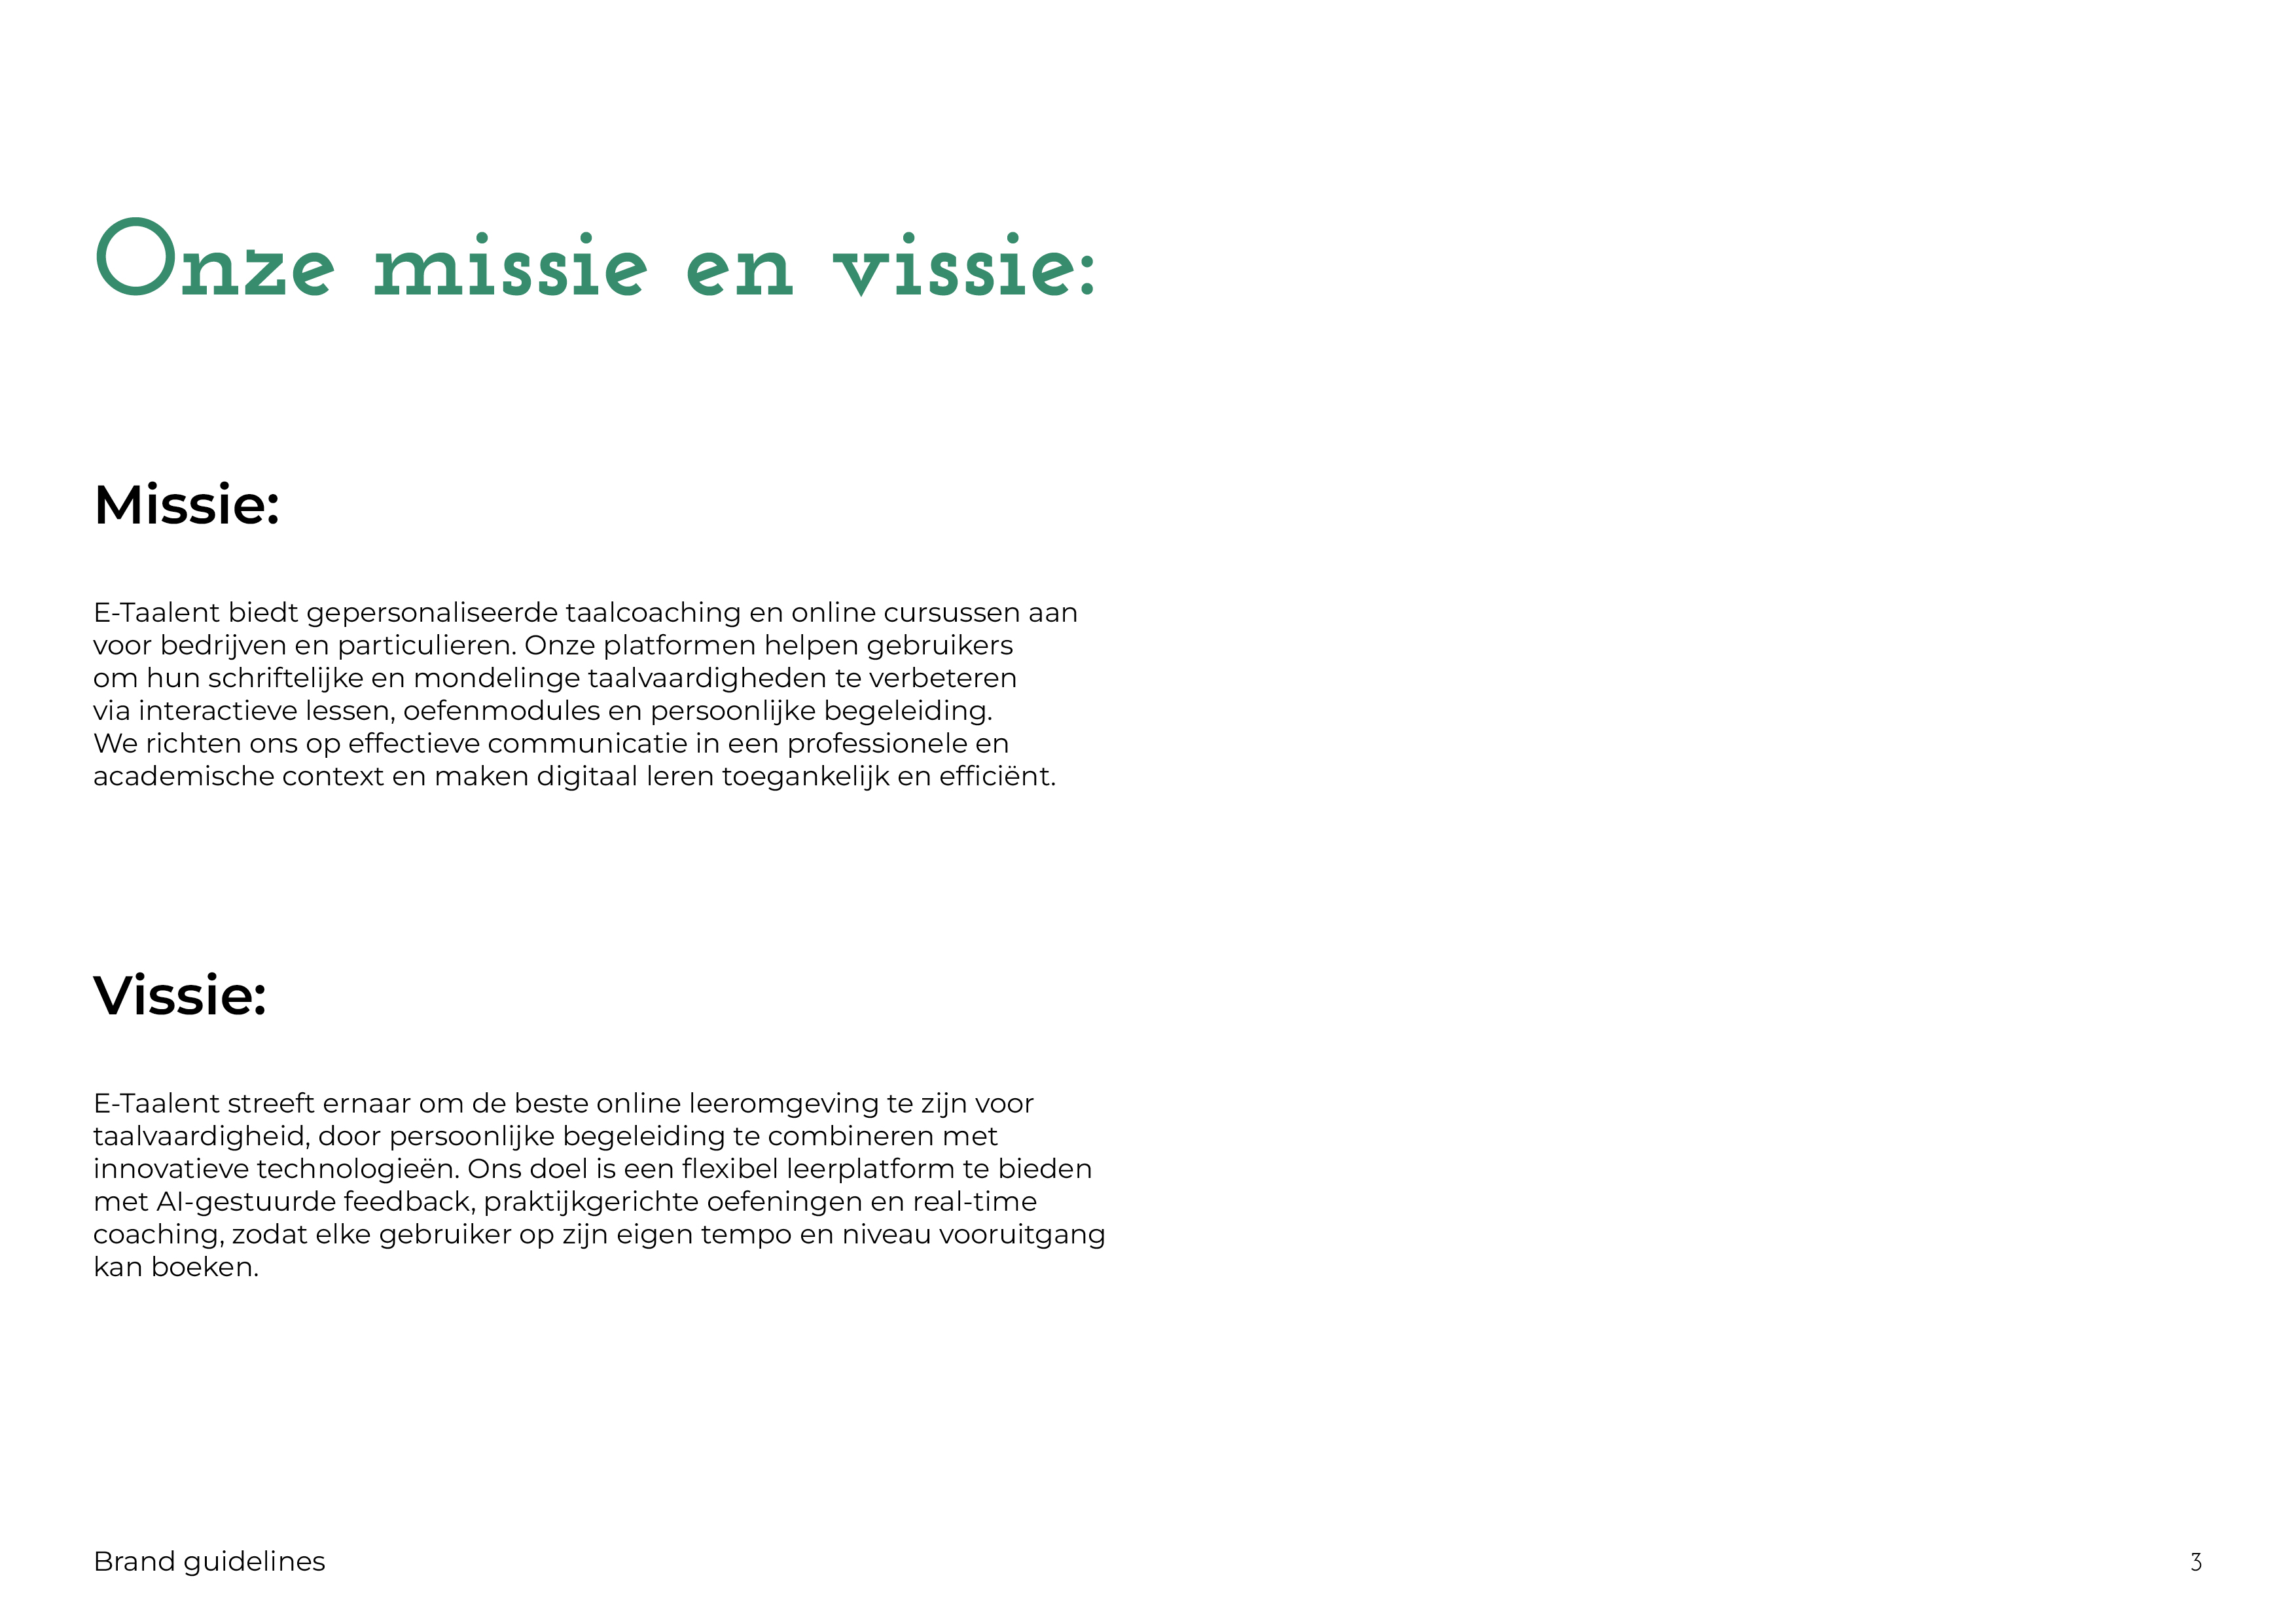 Onze missie en vissie:
Missie:
E-Taalent biedt gepersonaliseerde taalcoaching en online cursussen aan
voor bedrijven en particulieren. Onze platformen helpen gebruikers
om hun schriftelijke en mondelinge taalvaardigheden te verbeteren
via interactieve lessen, oefenmodules en persoonlijke begeleiding.
We richten ons op effectieve communicatie in een professionele en
academische context en maken digitaal leren toegankelijk en efficiënt.
Vissie:
E-Taalent streeft ernaar om de beste online leeromgeving te zijn voor
taalvaardigheid, door persoonlijke begeleiding te combineren met
innovatieve technologieën. Ons doel is een flexibel leerplatform te bieden
met AI-gestuurde feedback, praktijkgerichte oefeningen en real-time
coaching, zodat elke gebruiker op zijn eigen tempo en niveau vooruitgang
kan boeken.
Brand guidelines
3